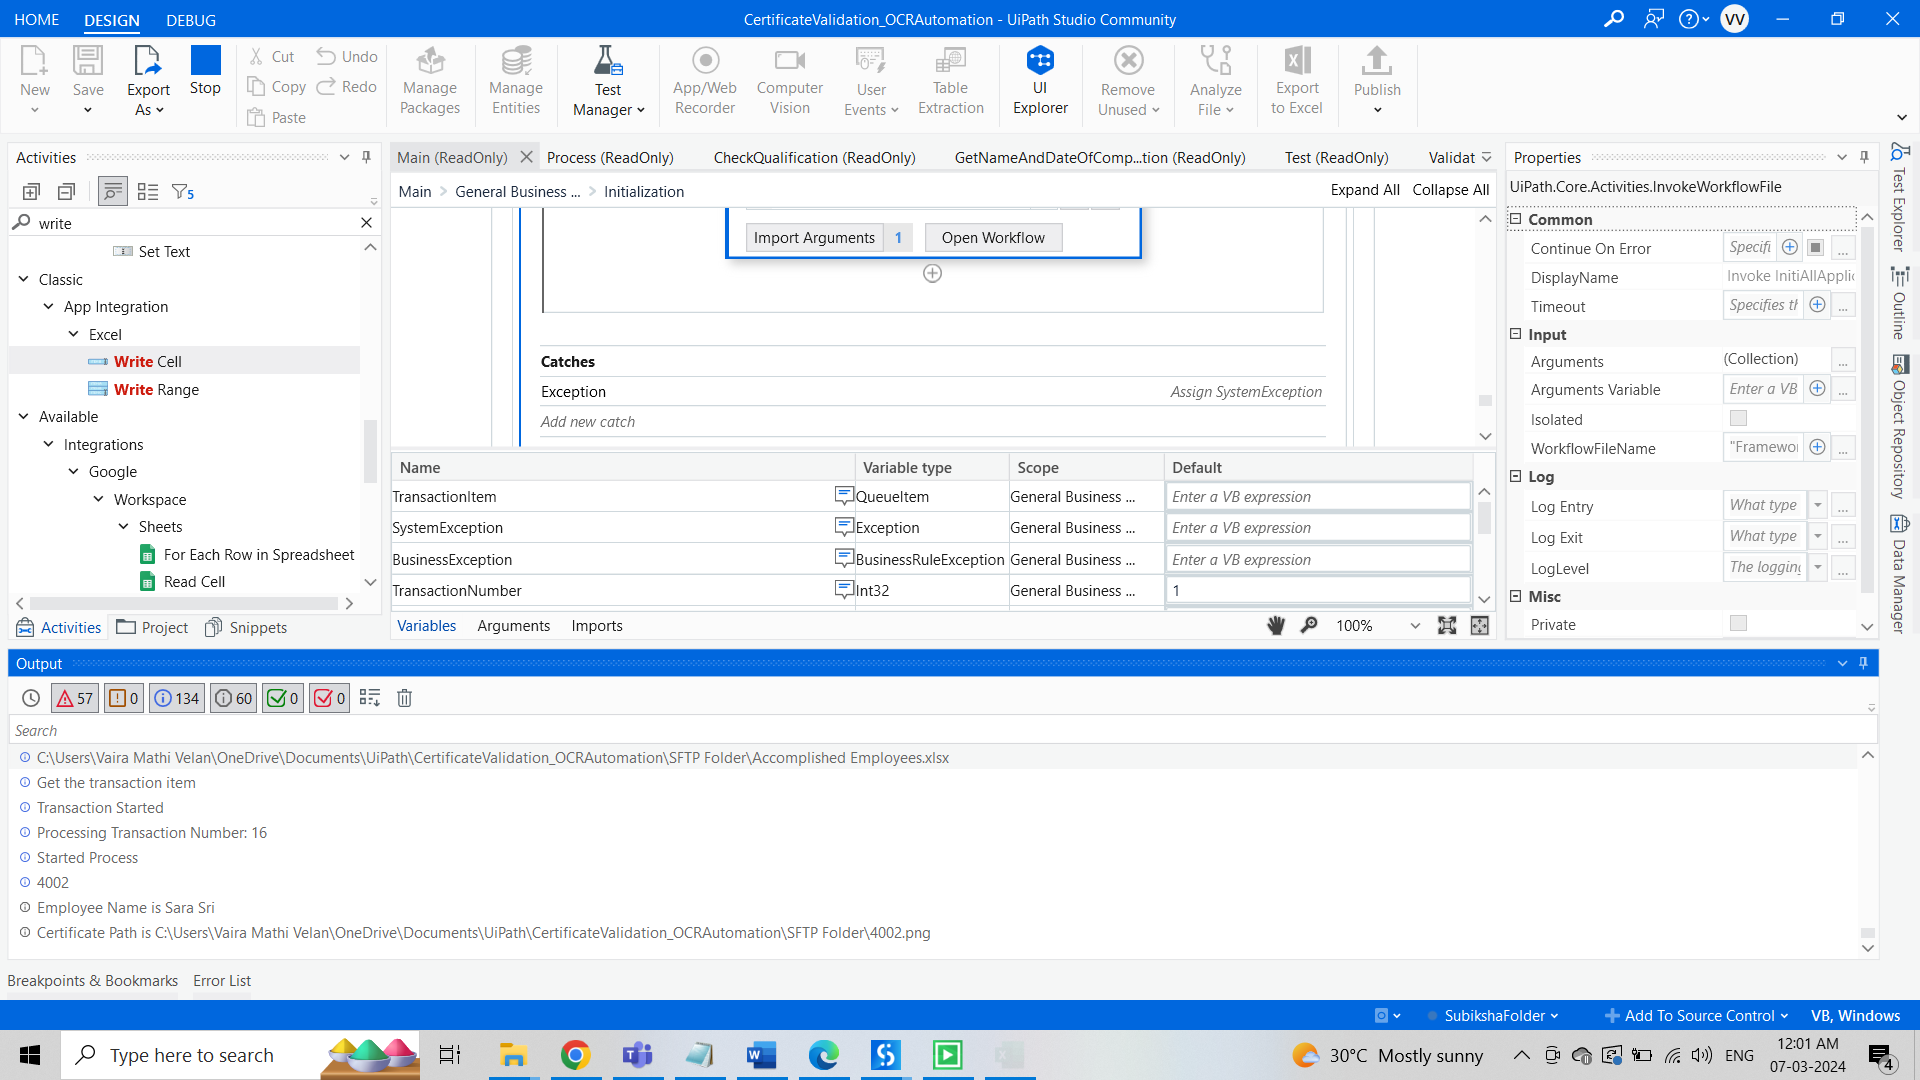 HOME DESIGN DEBUG
CertificateValidation_OCRAutomation - UiPath Studio Community
VV
New
Save
Export As
Stop
Cut
Copy
Paste
Undo
Redo
Manage Packages
Manage Entities
Test Manager
App/Web Recorder
Computer Vision
User Events
Table Extraction
UI Explorer
Remove Unused
Analyze File
Export to Excel
Publish
Activities
5
write
Set Text
Classic
App Integration
Excel
Write Cell
Write Range
Available
Integrations
Google
Workspace
Sheets
For Each Row in Spreadsheet
Read Cell
Activities Project Snippets
Main (ReadOnly) Process (ReadOnly) CheckQualification (ReadOnly) GetNameAndDateOfComp...tion (ReadOnly) Test (ReadOnly) Validat
Main > General Business ... > Initialization
Expand All Collapse All
Import Arguments 1 Open Workflow
Catches
Exception Assign SystemException
Add new catch
Name Variable type Scope Default
TransactionItem QueueItem General Business ... Enter a VB expression
SystemException Exception General Business ... Enter a VB expression
BusinessException BusinessRuleException General Business ... Enter a VB expression
TransactionNumber Int32 General Business ... 1
Variables Arguments Imports 100%
Properties
UiPath.Core.Activities.InvokeWorkflowFile
Common
Continue On Error Specifi ...
DisplayName Invoke InitiAllApplic
Timeout Specifies th ...
Input
Arguments (Collection) ...
Arguments Variable Enter a VB ...
Isolated
WorkflowFileName "Framewor ...
Log
Log Entry What type ...
Log Exit What type ...
LogLevel The logging ...
Misc
Private
Test Explorer
Outline
Object Repository
Data Manager
Output
57 0 134 60 0 0
Search
C:\Users\Vaira Mathi Velan\OneDrive\Documents\UiPath\CertificateValidation_OCRAutomation\SFTP Folder\Accomplished Employees.xlsx
Get the transaction item
Transaction Started
Processing Transaction Number: 16
Started Process
4002
Employee Name is Sara Sri
Certificate Path is C:\Users\Vaira Mathi Velan\OneDrive\Documents\UiPath\CertificateValidation_OCRAutomation\SFTP Folder\4002.png
Breakpoints & Bookmarks Error List
SubikshaFolder Add To Source Control VB, Windows
Type here to search
30°C Mostly sunny
ENG
12:01 AM
07-03-2024
4